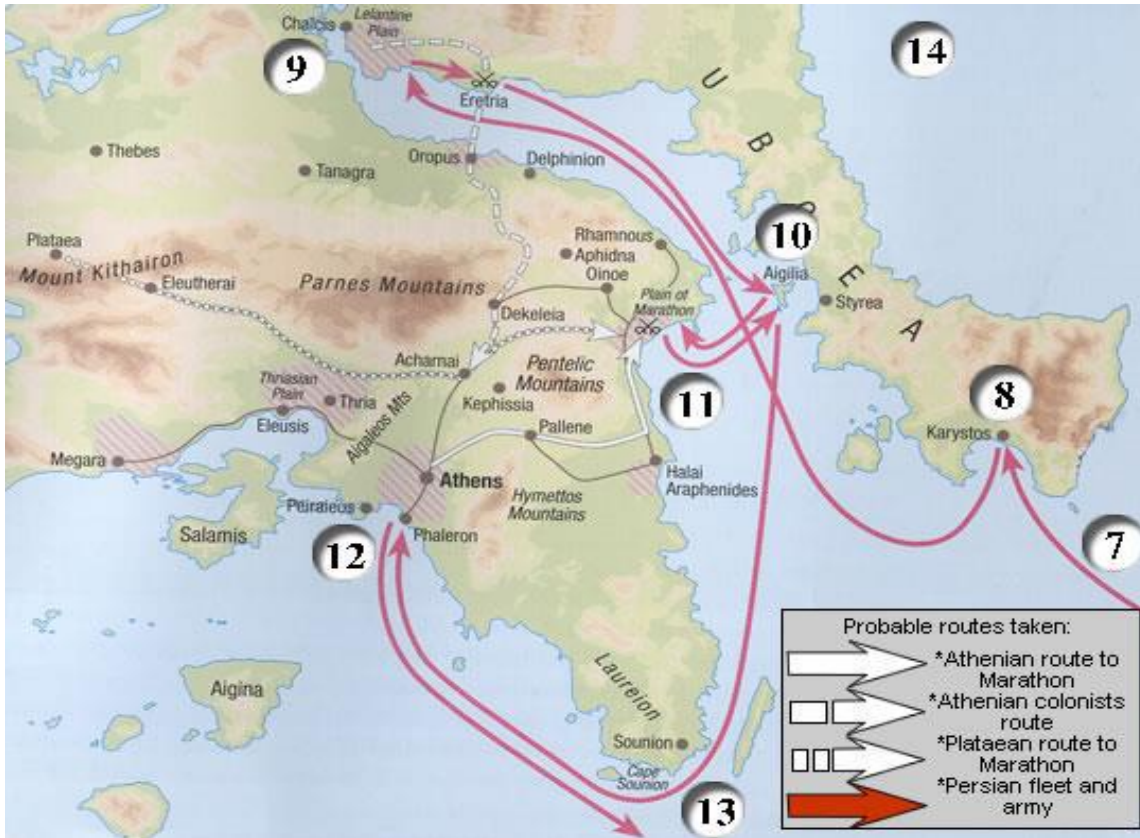 Lelantine
Plain
Chalcis
9
14
Eretria
U
B
O
E
A
Thebes
Oropus
Delphinion
Tanagra
10
Rhamnous
Aphidna
Oinoe
Plataea
Mount Kithairon
Eleutherai
Parnes Mountains
Aigilia
Styrea
Plain of
Marathon
Dekeleia
Acharnai
Pentelic
Mountains
Thriasian
Plain
Thria
Kephissia
11
8
Eleusis
Aigaleos Mts
Pallene
Karystos
Megara
Athens
Halai
Araphenides
Hymettos
Mountains
Peiraieus
Salamis
Phaleron
12
7
Laureion
Aigina
Sounion
Cape
Sounion
13
Probable routes taken:
*Athenian route to
Marathon
*Athenian colonists
route
*Plataean route to
Marathon
*Persian fleet and
army